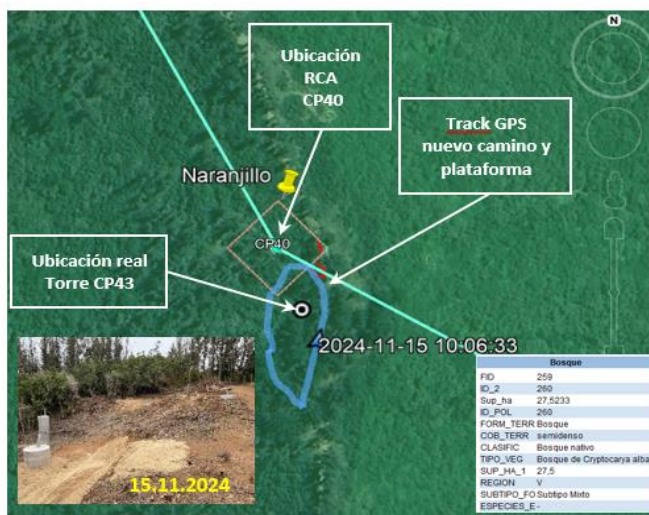 N
Ubicación
RCA
CP40
Track GPS
nuevo camino y
plataforma
Naranjillo
CP40
Ubicación real
Torre CP43
2024-11-15 10:06:33
15.11.2024
Bosque
FID 259
ID_2 260
Sup_ha 27,5233
ID_POL 260
FORM_TERR Bosque
COB_TERR semidenso
CLASIFIC Bosque nativo
TIPO_VEG Bosque de Cryptocarya alba
SUP_HA_1 27,5
REGION V
SUBTIPO_FO Subtipo Mixto
ESPECIES_E -